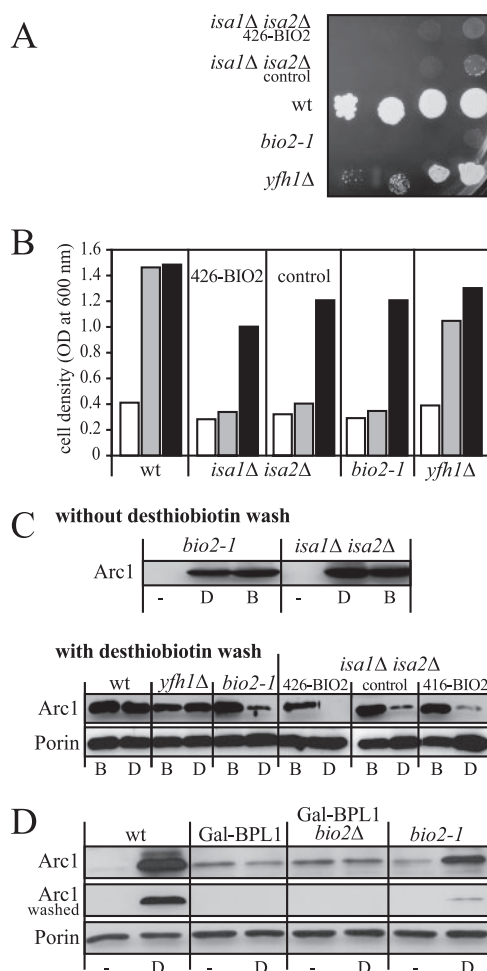 A
isa1Δ isa2Δ
426-BIO2
isa1Δ isa2Δ
control
wt
bio2-1
yfh1Δ
B
cell density (OD at 600 nm)
1.6
1.4
1.2
1.0
0.8
0.6
0.4
0.2
0
426-BIO2 control
wt isa1Δ isa2Δ bio2-1 yfh1Δ
C
without desthiobiotin wash
bio2-1 isa1Δ isa2Δ
Arc1
- D B - D B
with desthiobiotin wash
isa1Δ isa2Δ
wt yfh1Δ bio2-1 426-BIO2 control 416-BIO2
Arc1
Porin
B D B D B D B D B D B D
D
wt Gal-BPL1 Gal-BPL1 bio2-1
bio2Δ
Arc1
Arc1
washed
Porin
- D - D - D - D